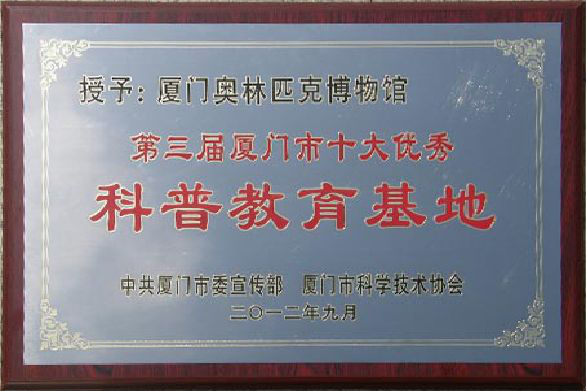 授予：厦门奥林匹克博物馆
第三届厦门市十大优秀
科普教育基地
中共厦门市委宣传部 厦门市科学技术协会
二〇一二年九月